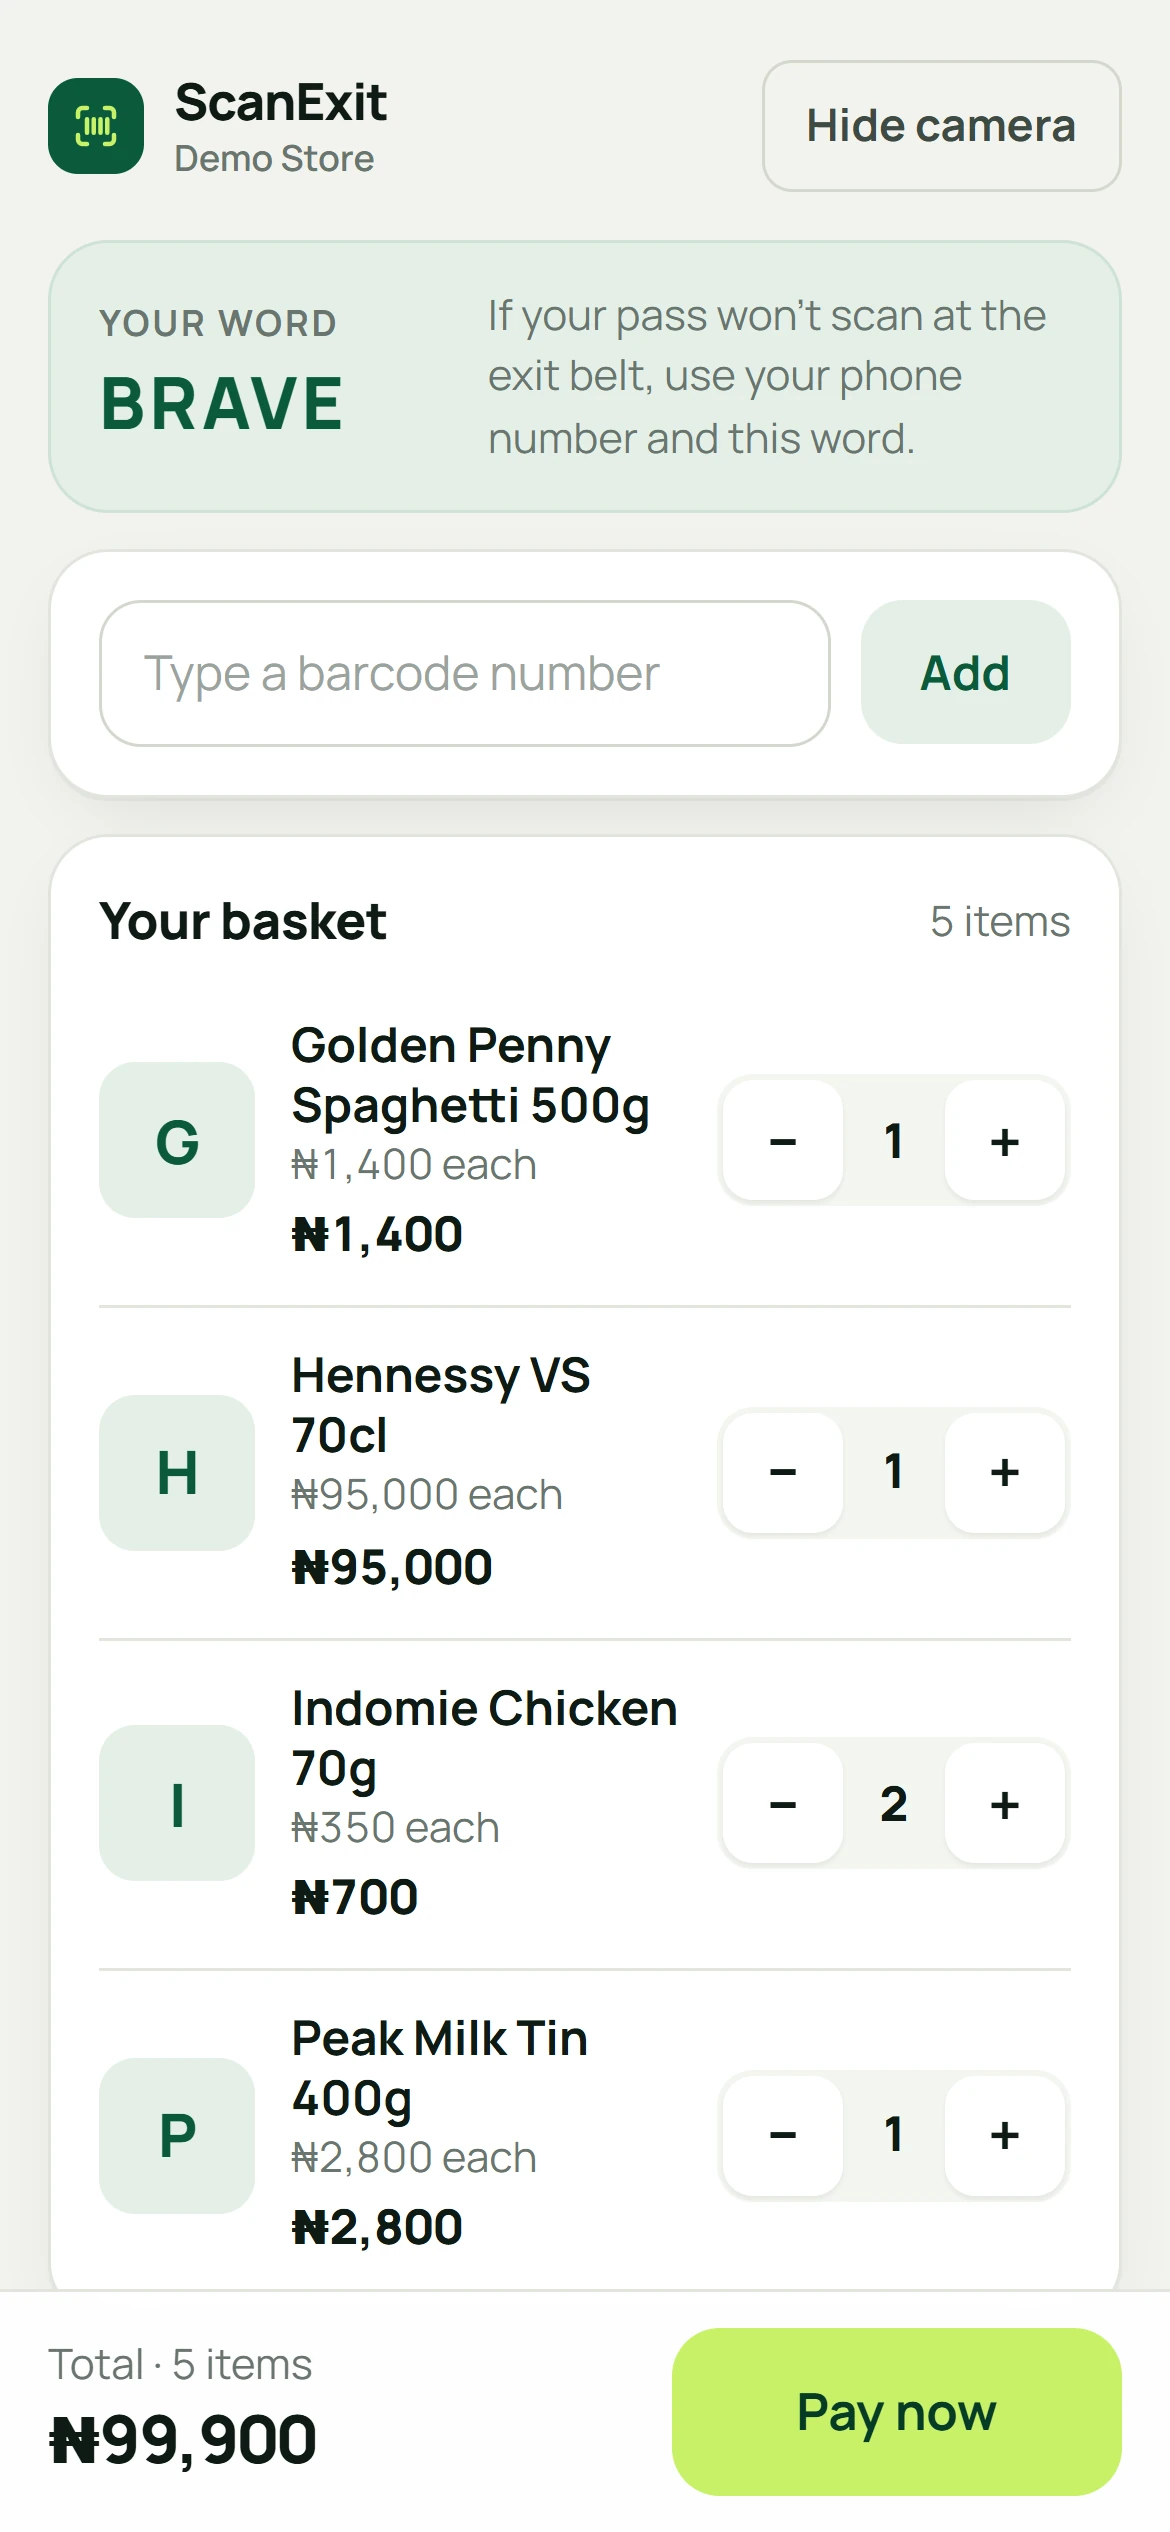 ScanExit
Demo Store
Hide camera
YOUR WORD
BRAVE
If your pass won’t scan at the
exit belt, use your phone
number and this word.
Type a barcode number
Add
Your basket
5 items
G
Golden Penny
Spaghetti 500g
₦1,400 each
₦1,400
−
1
+
H
Hennessy VS
70cl
₦95,000 each
₦95,000
−
1
+
I
Indomie Chicken
70g
₦350 each
₦700
−
2
+
P
Peak Milk Tin
400g
₦2,800 each
₦2,800
−
1
+
Total · 5 items
₦99,900
Pay now